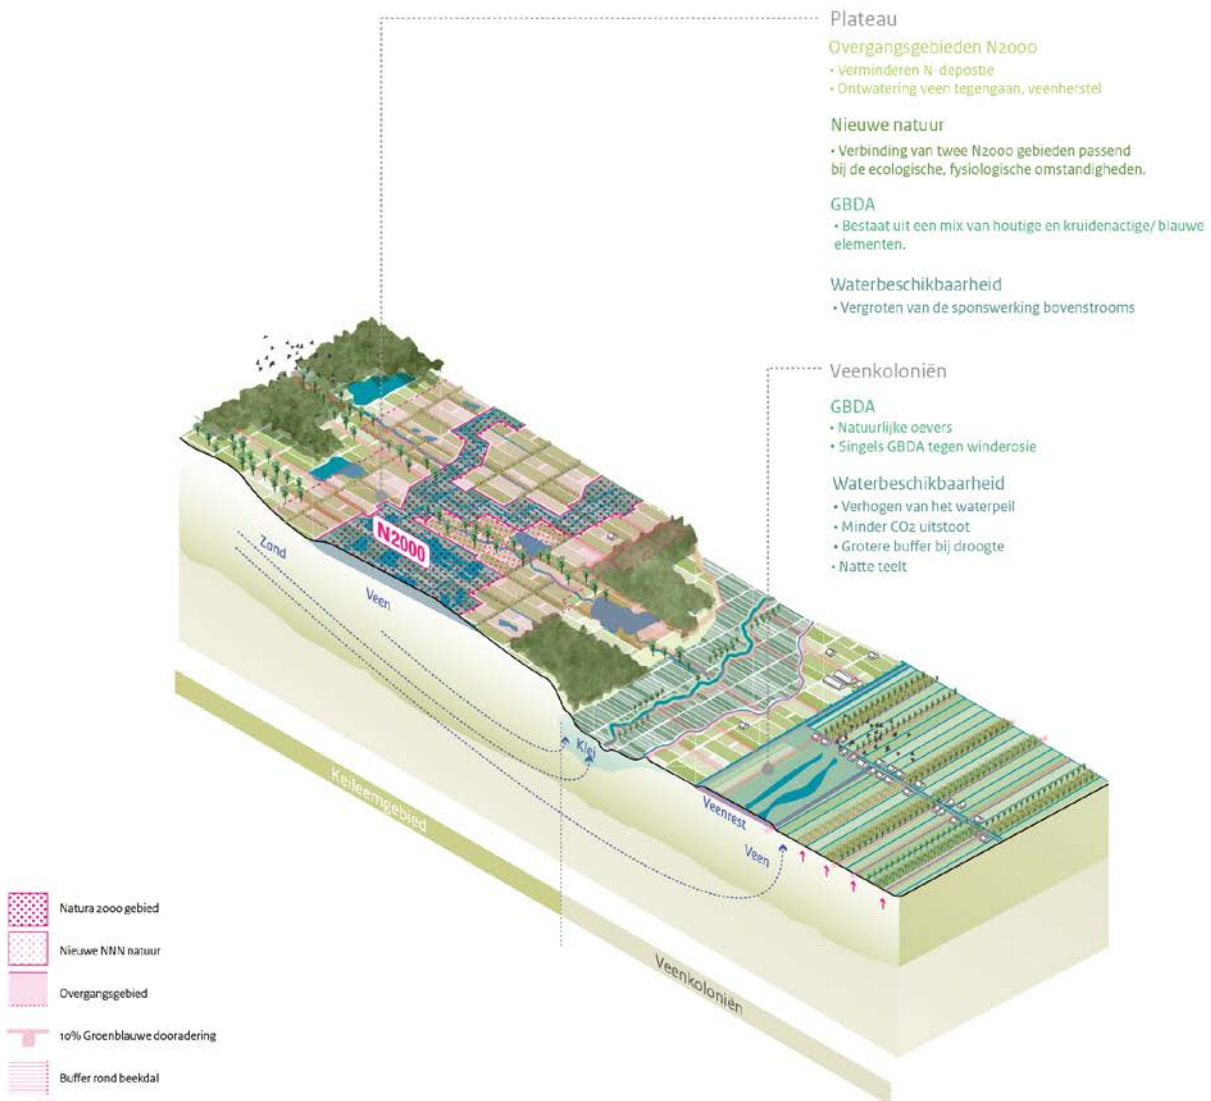 Plateau
Overgangsgebieden N2000
• Verminderen N-depostie
• Ontwatering veen tegengaan, veenherstel
Nieuwe natuur
• Verbinding van twee N2000 gebieden passend
bij de ecologische, fysiologische omstandigheden.
GBDA
• Bestaat uit een mix van houtige en kruidenactige/ blauwe
elementen.
Waterbeschikbaarheid
• Vergroten van de sponswerking bovenstrooms
Veenkoloniën
GBDA
• Natuurlijke oevers
• Singels GBDA tegen winderosie
Waterbeschikbaarheid
• Verhogen van het waterpeil
• Minder CO2 uitstoot
• Grotere buffer bij droogte
• Natte teelt
N2000
Zand
Veen
Klei
Veenrest
Veen
Keileemgebied
Veenkoloniën
Natura 2000 gebied
Nieuwe NNN natuur
Overgangsgebied
10% Groenblauwe dooradering
Buffer rond beekdal